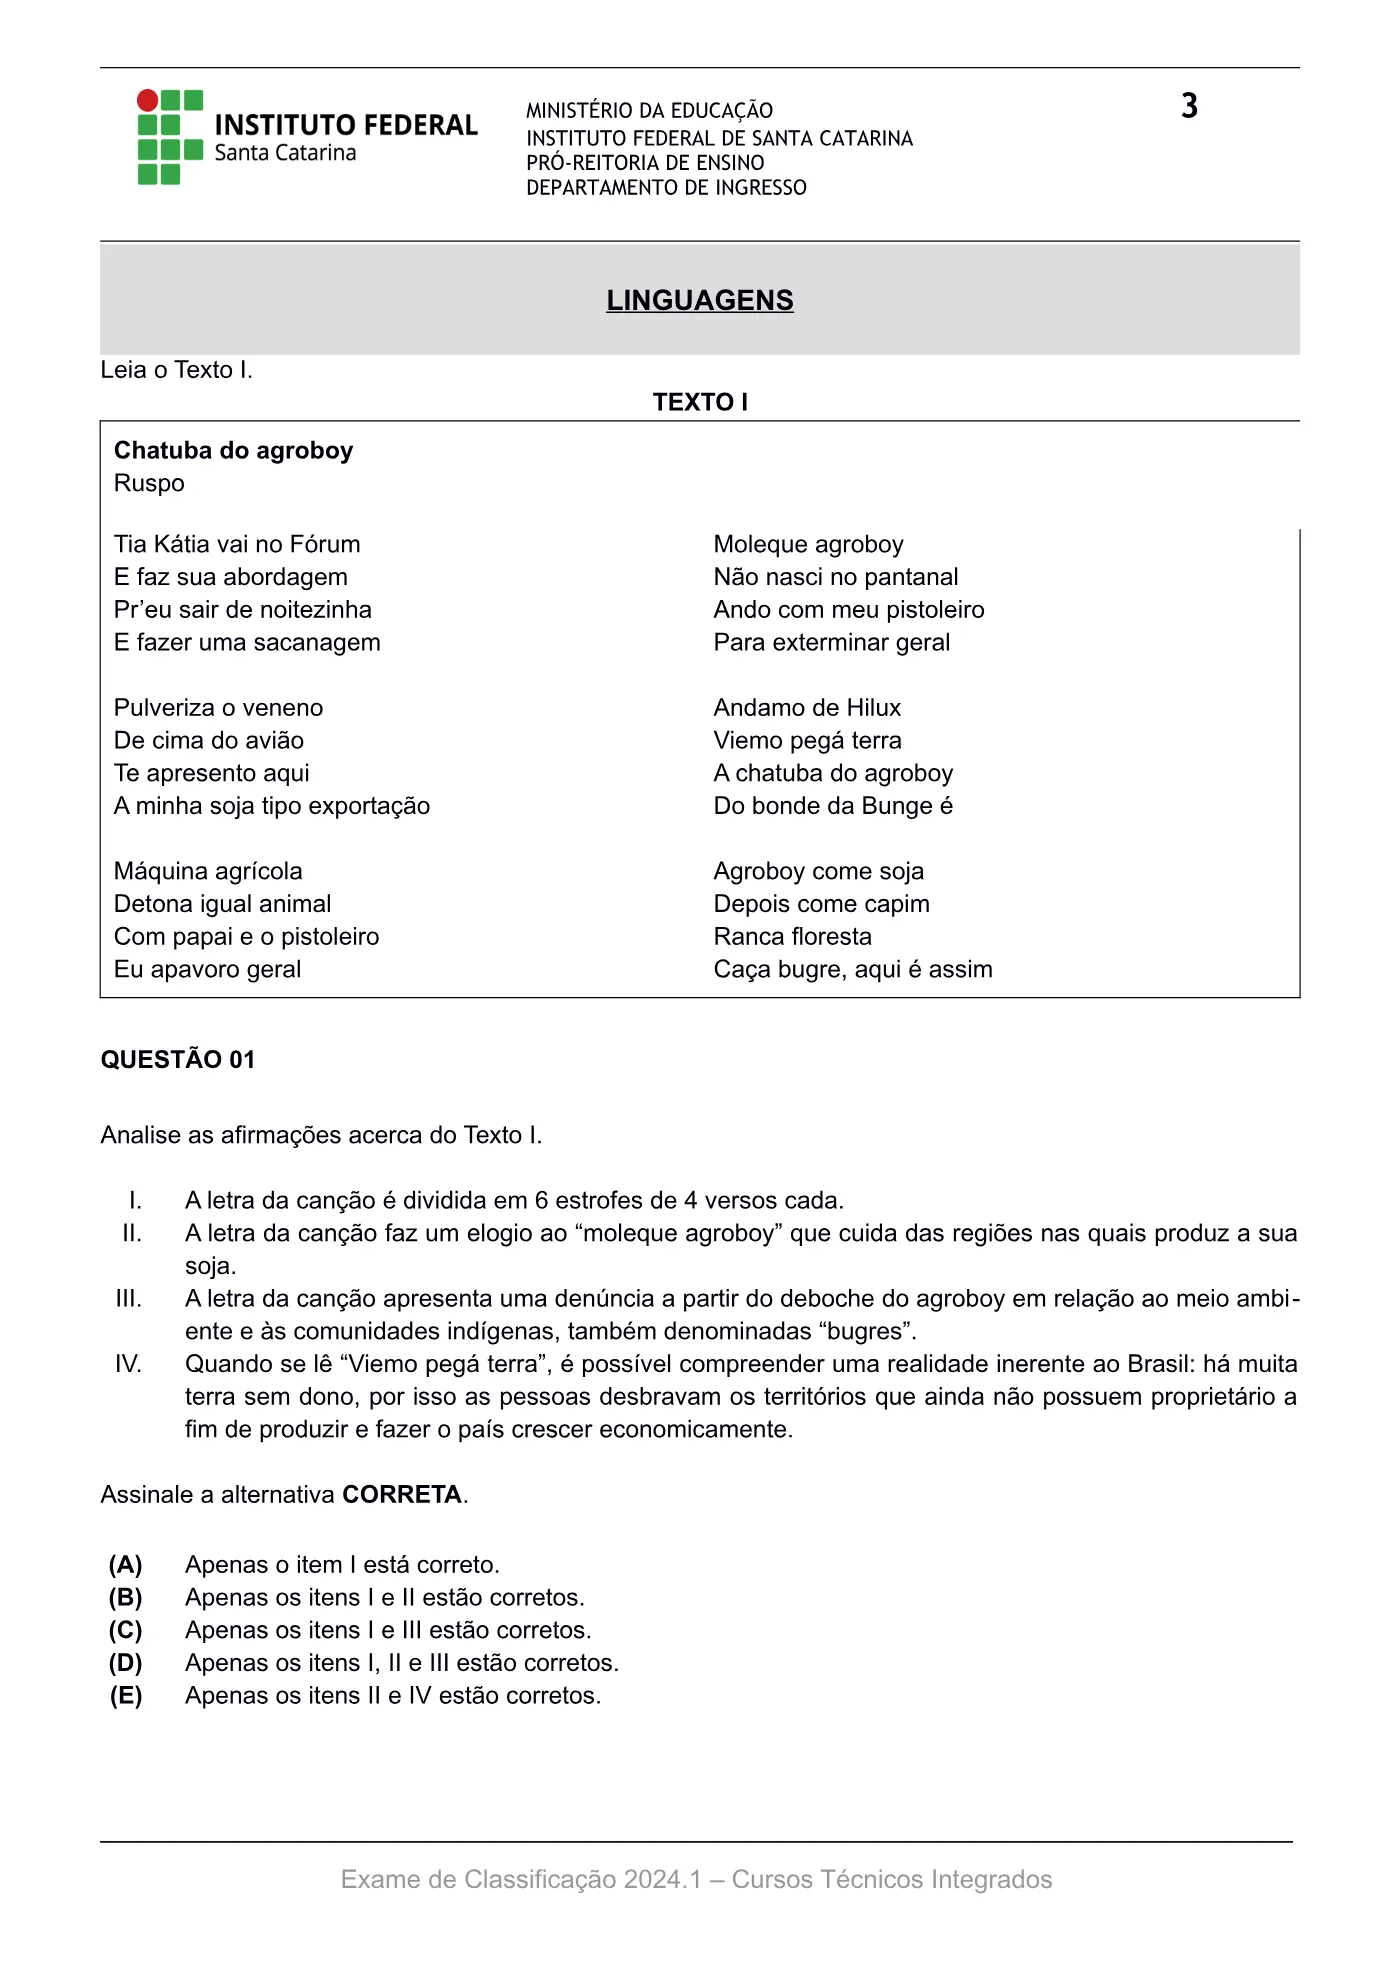 INSTITUTO FEDERAL
Santa Catarina
MINISTÉRIO DA EDUCAÇÃO
INSTITUTO FEDERAL DE SANTA CATARINA
PRÓ-REITORIA DE ENSINO
DEPARTAMENTO DE INGRESSO
3
LINGUAGENS
Leia o Texto I.
TEXTO I
Chatuba do agroboy
Ruspo
Tia Kátia vai no Fórum
E faz sua abordagem
Pr’eu sair de noitezinha
E fazer uma sacanagem
Pulveriza o veneno
De cima do avião
Te apresento aqui
A minha soja tipo exportação
Máquina agrícola
Detona igual animal
Com papai e o pistoleiro
Eu apavoro geral
Moleque agroboy
Não nasci no pantanal
Ando com meu pistoleiro
Para exterminar geral
Andamo de Hilux
Viemo pegá terra
A chatuba do agroboy
Do bonde da Bunge é
Agroboy come soja
Depois come capim
Ranca floresta
Caça bugre, aqui é assim
QUESTÃO 01
Analise as afirmações acerca do Texto I.
I. A letra da canção é dividida em 6 estrofes de 4 versos cada.
II. A letra da canção faz um elogio ao “moleque agroboy” que cuida das regiões nas quais produz a sua
soja.
III. A letra da canção apresenta uma denúncia a partir do deboche do agroboy em relação ao meio ambi-
ente e às comunidades indígenas, também denominadas “bugres”.
IV. Quando se lê “Viemo pegá terra”, é possível compreender uma realidade inerente ao Brasil: há muita
terra sem dono, por isso as pessoas desbravam os territórios que ainda não possuem proprietário a
fim de produzir e fazer o país crescer economicamente.
Assinale a alternativa CORRETA.
(A) Apenas o item I está correto.
(B) Apenas os itens I e II estão corretos.
(C) Apenas os itens I e III estão corretos.
(D) Apenas os itens I, II e III estão corretos.
(E) Apenas os itens II e IV estão corretos.
Exame de Classificação 2024.1 – Cursos Técnicos Integrados